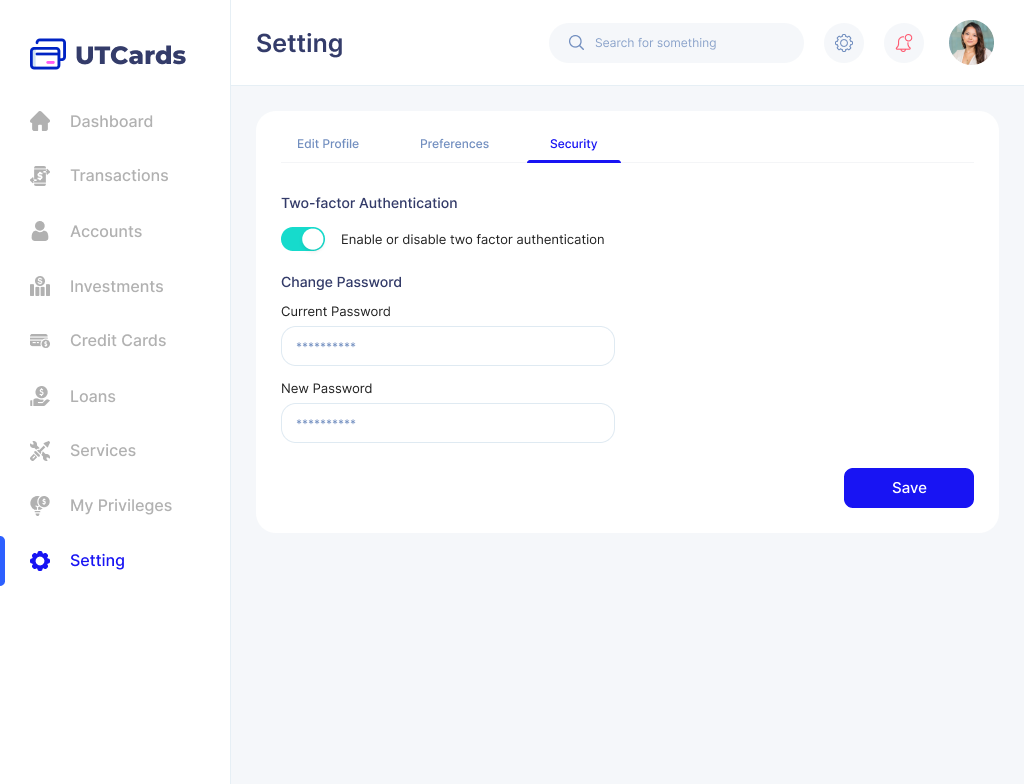 UTCards
Dashboard
Transactions
Accounts
Investments
Credit Cards
Loans
Services
My Privileges
Setting
Setting
Search for something
Edit Profile
Preferences
Security
Two-factor Authentication
Enable or disable two factor authentication
Change Password
Current Password
**********
New Password
**********
Save